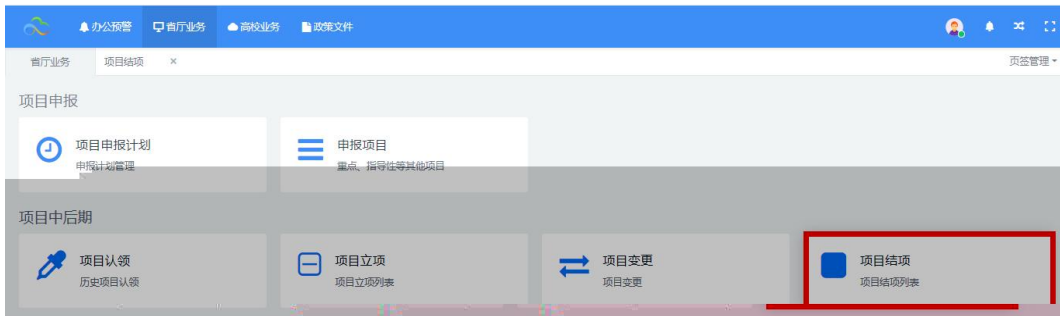 办公预警 省厅业务 高校业务 政策文件
省厅业务 项目结项 × 页签管理
项目申报
项目申报计划 申报项目
申报计划管理 重点、指导性等其他项目
项目中后期
项目认领 项目立项 项目变更 项目结项
历史项目认领 项目立项列表 项目变更 项目结项列表